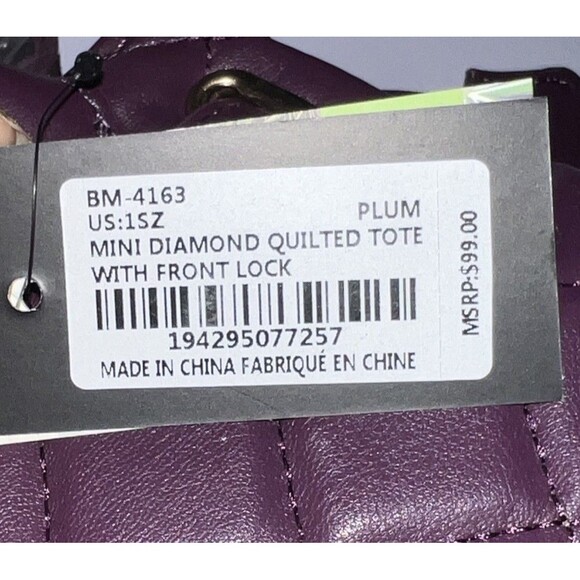 BM-4163
US:1SZ PLUM
MINI DIAMOND QUILTED TOTE
WITH FRONT LOCK
194295077257
MADE IN CHINA FABRIQUÉ EN CHINE
MSRP:$99.00